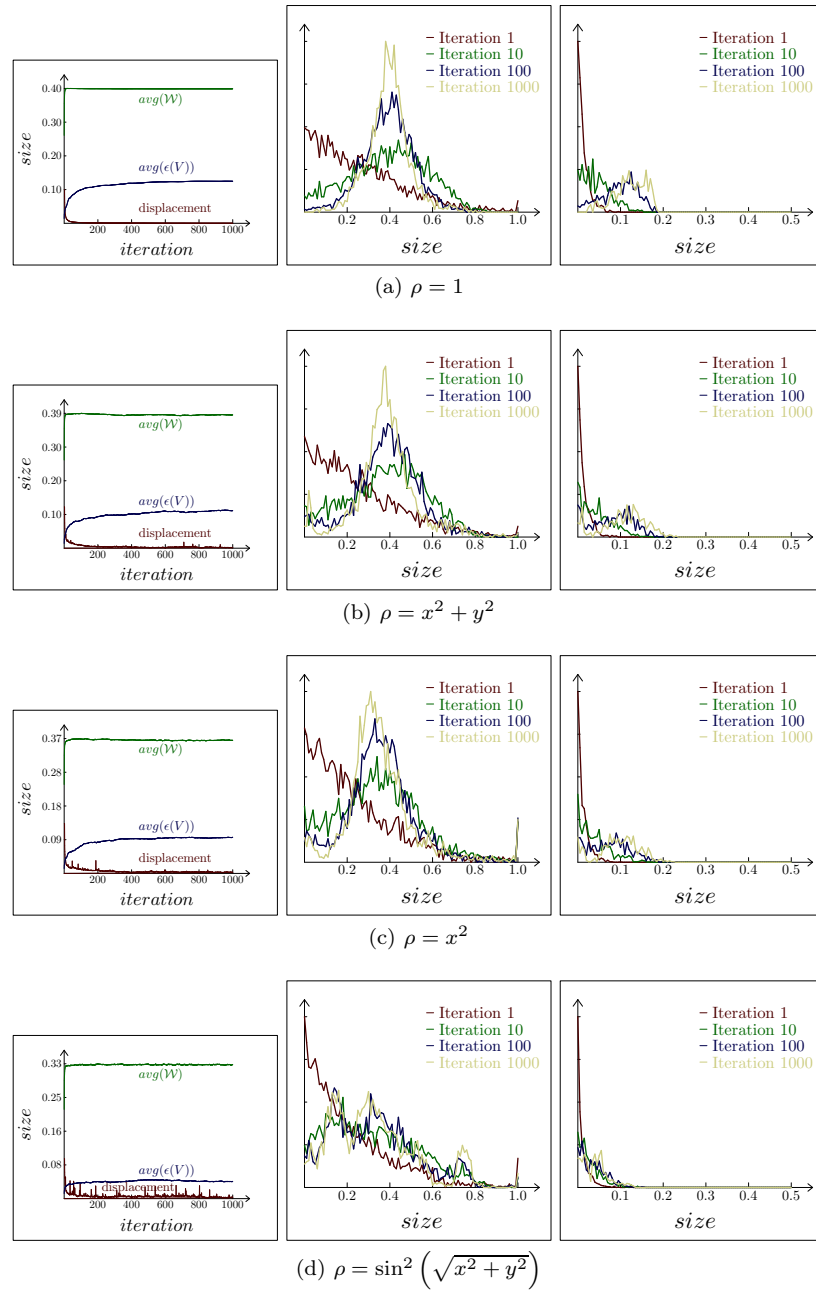 size
0.40
0.30
0.20
0.10
avg(W)
avg(ϵ(V))
displacement
200 400 600 800 1000
iteration
Iteration 1
Iteration 10
Iteration 100
Iteration 1000
0.2 0.4 0.6 0.8 1.0
size
Iteration 1
Iteration 10
Iteration 100
Iteration 1000
0.1 0.2 0.3 0.4 0.5
size
(a) ρ = 1
size
0.39
0.30
0.20
0.10
avg(W)
avg(ϵ(V))
displacement
200 400 600 800 1000
iteration
Iteration 1
Iteration 10
Iteration 100
Iteration 1000
0.2 0.4 0.6 0.8 1.0
size
Iteration 1
Iteration 10
Iteration 100
Iteration 1000
0.1 0.2 0.3 0.4 0.5
size
(b) ρ = x² + y²
size
0.37
0.28
0.18
0.09
avg(W)
avg(ϵ(V))
displacement
200 400 600 800 1000
iteration
Iteration 1
Iteration 10
Iteration 100
Iteration 1000
0.2 0.4 0.6 0.8 1.0
size
Iteration 1
Iteration 10
Iteration 100
Iteration 1000
0.1 0.2 0.3 0.4 0.5
size
(c) ρ = x²
size
0.33
0.25
0.16
0.08
avg(W)
avg(ϵ(V))
displacement
200 400 600 800 1000
iteration
Iteration 1
Iteration 10
Iteration 100
Iteration 1000
0.2 0.4 0.6 0.8 1.0
size
Iteration 1
Iteration 10
Iteration 100
Iteration 1000
0.1 0.2 0.3 0.4 0.5
size
(d) ρ = sin² (√(x² + y²))